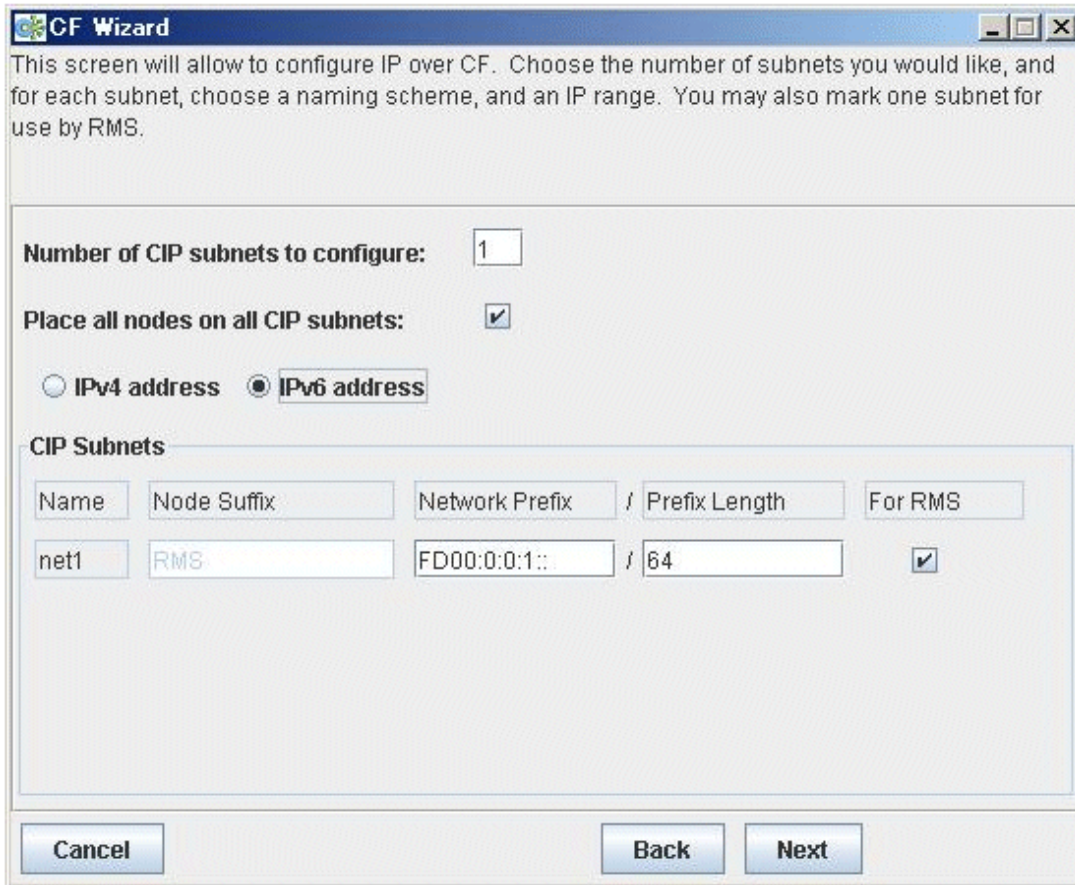 CF Wizard
This screen will allow to configure IP over CF. Choose the number of subnets you would like, and
for each subnet, choose a naming scheme, and an IP range. You may also mark one subnet for
use by RMS.
Number of CIP subnets to configure: 1
Place all nodes on all CIP subnets:
IPv4 address IPv6 address
CIP Subnets
Name Node Suffix Network Prefix / Prefix Length For RMS
net1 RMS FD00:0:0:1:: / 64
Cancel Back Next